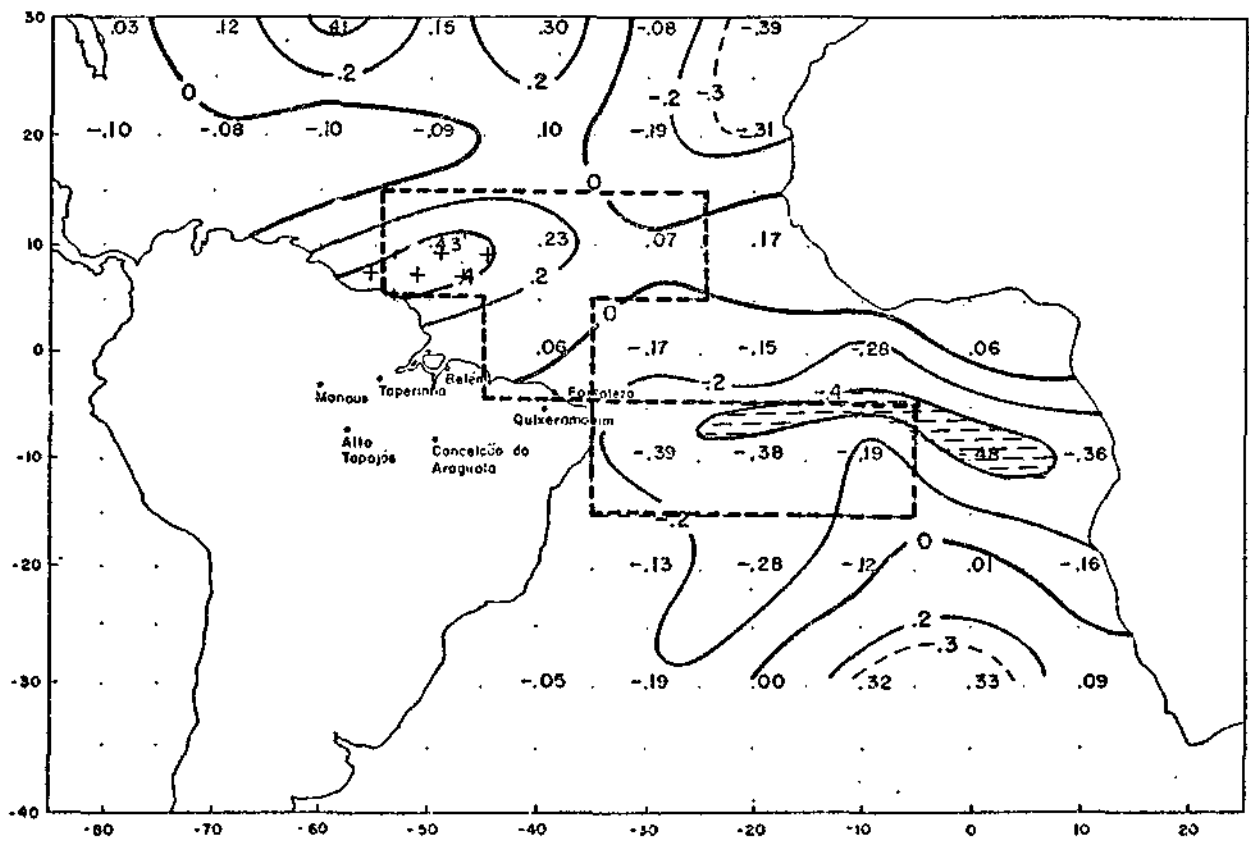 30 .03 .12 .41 .15 .30 -.08 -.39
.2 .2
0 -.2 -.3
20 -.10 -.08 -.10 -.09 .10 -.19 -.31
0
10 .43 .23 .07 .17
.4 .2
0
0 .06 -.17 -.15 -.28 .06
Belém -.2
Manaus Taperinha Fortaleza -.4
Quixeramobim
Alto
Tapajós
Conceição do
Araguaia
-10 -.39 -.38 -.19 -.48 -.36
-.2
0
-20 -.13 -.28 -.12 .01 -.16
.2
.3
-30 -.05 -.19 .00 .32 .33 .09
-40
-80 -70 -60 -50 -40 -30 -20 -10 0 10 20